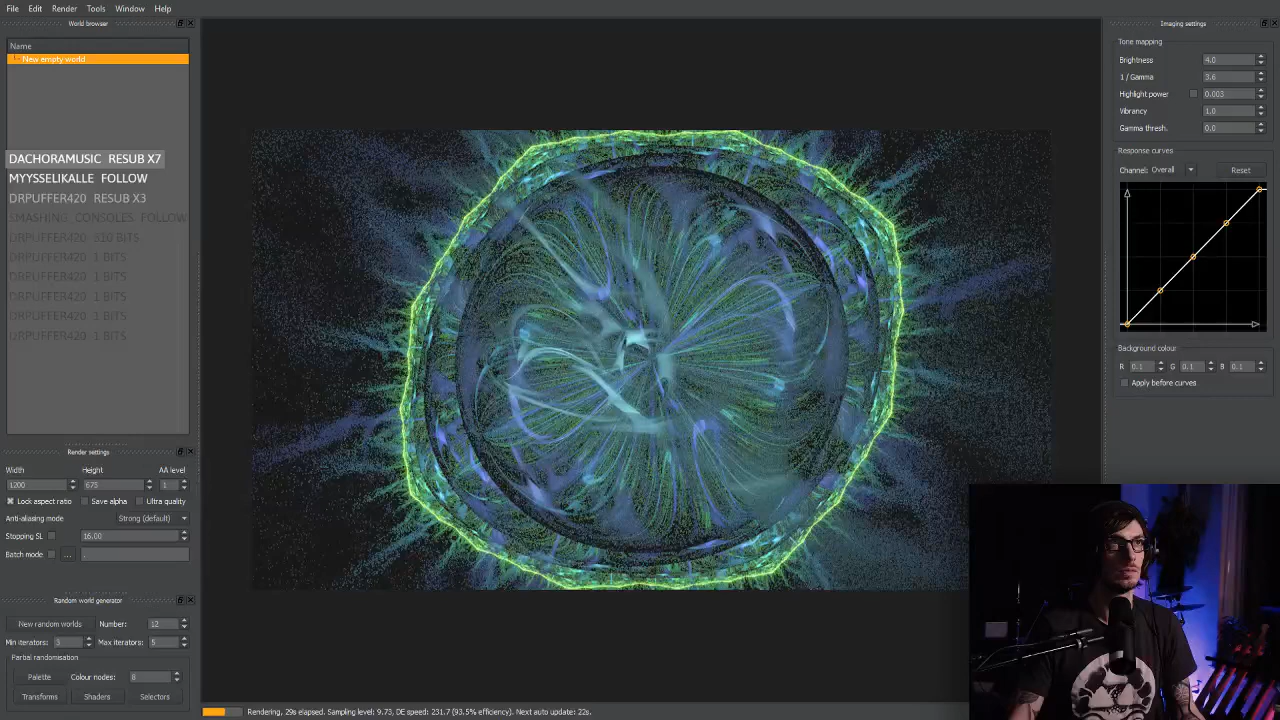 File Edit Render Tools Window Help
World browser
Name
New empty world
DACHORAMUSIC RESUB X7
MYYSSELIKALLE FOLLOW
DRPUFFER420 RESUB X3
SMASHING_CONSOLES FOLLOW
DRPUFFER420 310 BITS
DRPUFFER420 1 BITS
DRPUFFER420 1 BITS
DRPUFFER420 1 BITS
DRPUFFER420 1 BITS
DRPUFFER420 1 BITS
Render settings
Width Height AA level
1200 675 1
Lock aspect ratio Save alpha Ultra quality
Anti-aliasing mode Strong (default)
Stopping SL 16.00
Batch mode ... .
Random world generator
New random worlds Number: 12
Min iterators: 3 Max iterators: 5
Partial randomisation
Palette Colour nodes: 8
Transforms Shaders Selectors
Rendering, 29s elapsed. Sampling level: 9.73, DE speed: 231.7 (93.5% efficiency). Next auto update: 22s.
Imaging settings
Tone mapping
Brightness 4.0
1 / Gamma 3.6
Highlight power 0.003
Vibrancy 1.0
Gamma thresh. 0.0
Response curves
Channel: Overall Reset
Background colour
R 0.1 G 0.1 B 0.1
Apply before curves